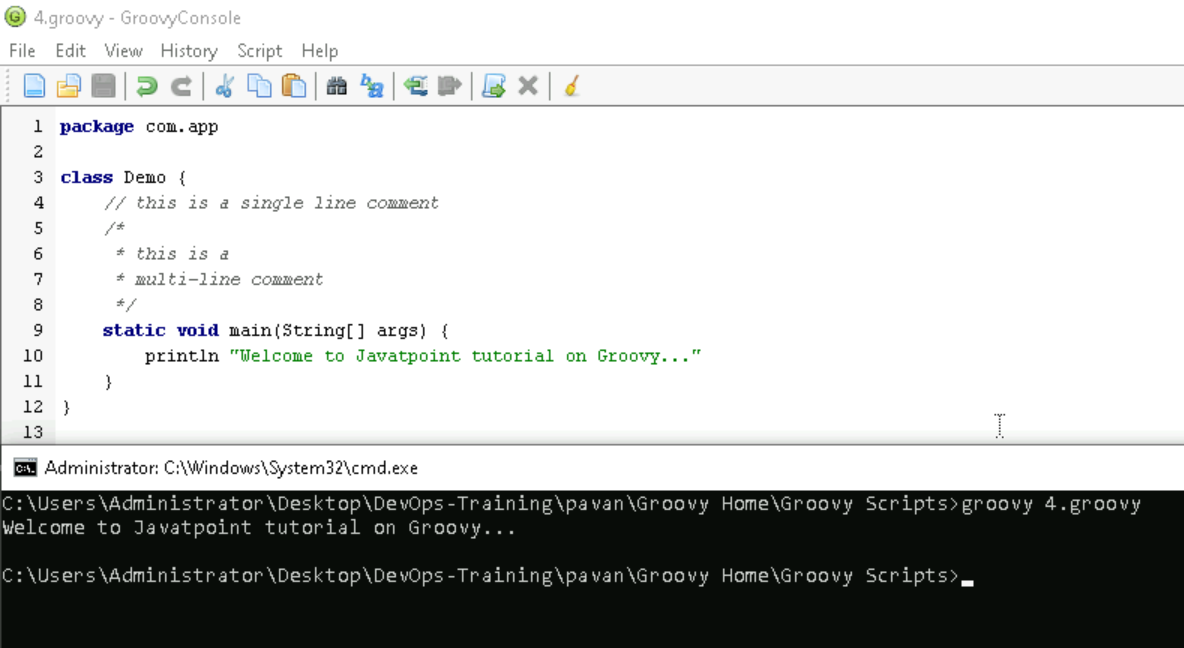 4.groovy - GroovyConsole
File Edit View History Script Help
1 package com.app
2
3 class Demo {
4 // this is a single line comment
5 /*
6 * this is a
7 * multi-line comment
8 */
9 static void main(String[] args) {
10 println "Welcome to Javatpoint tutorial on Groovy..."
11 }
12 }
13
Administrator: C:\Windows\System32\cmd.exe
C:\Users\Administrator\Desktop\DevOps-Training\pavan\Groovy Home\Groovy Scripts>groovy 4.groovy
Welcome to Javatpoint tutorial on Groovy...
C:\Users\Administrator\Desktop\DevOps-Training\pavan\Groovy Home\Groovy Scripts>